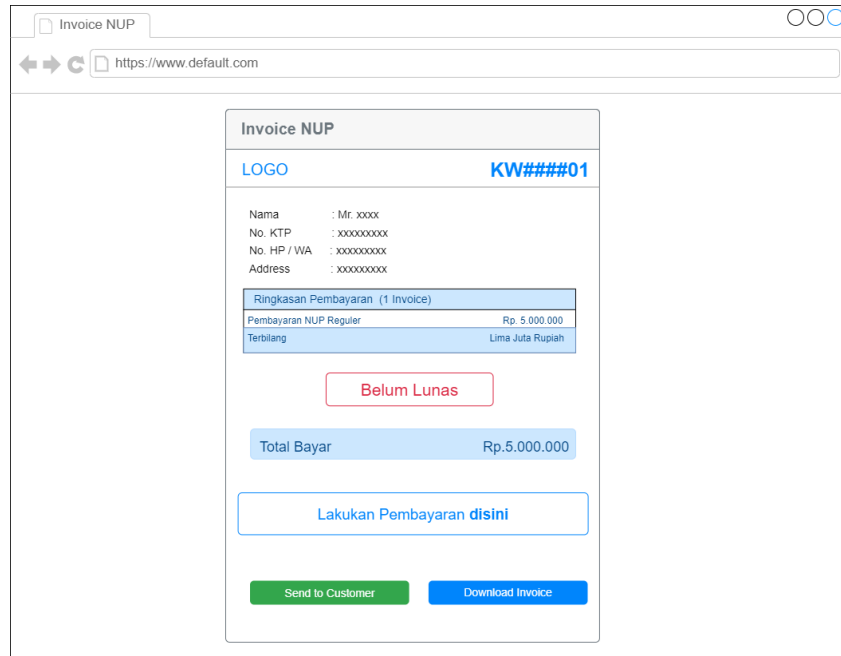 Invoice NUP
https://www.default.com
Invoice NUP
LOGO KW####01
Nama : Mr. xxxx
No. KTP : xxxxxxxxx
No. HP / WA : xxxxxxxxx
Address : xxxxxxxxx
Ringkasan Pembayaran (1 Invoice)
Pembayaran NUP Reguler Rp. 5.000.000
Terbilang Lima Juta Rupiah
Belum Lunas
Total Bayar Rp.5.000.000
Lakukan Pembayaran disini
Send to Customer Download Invoice